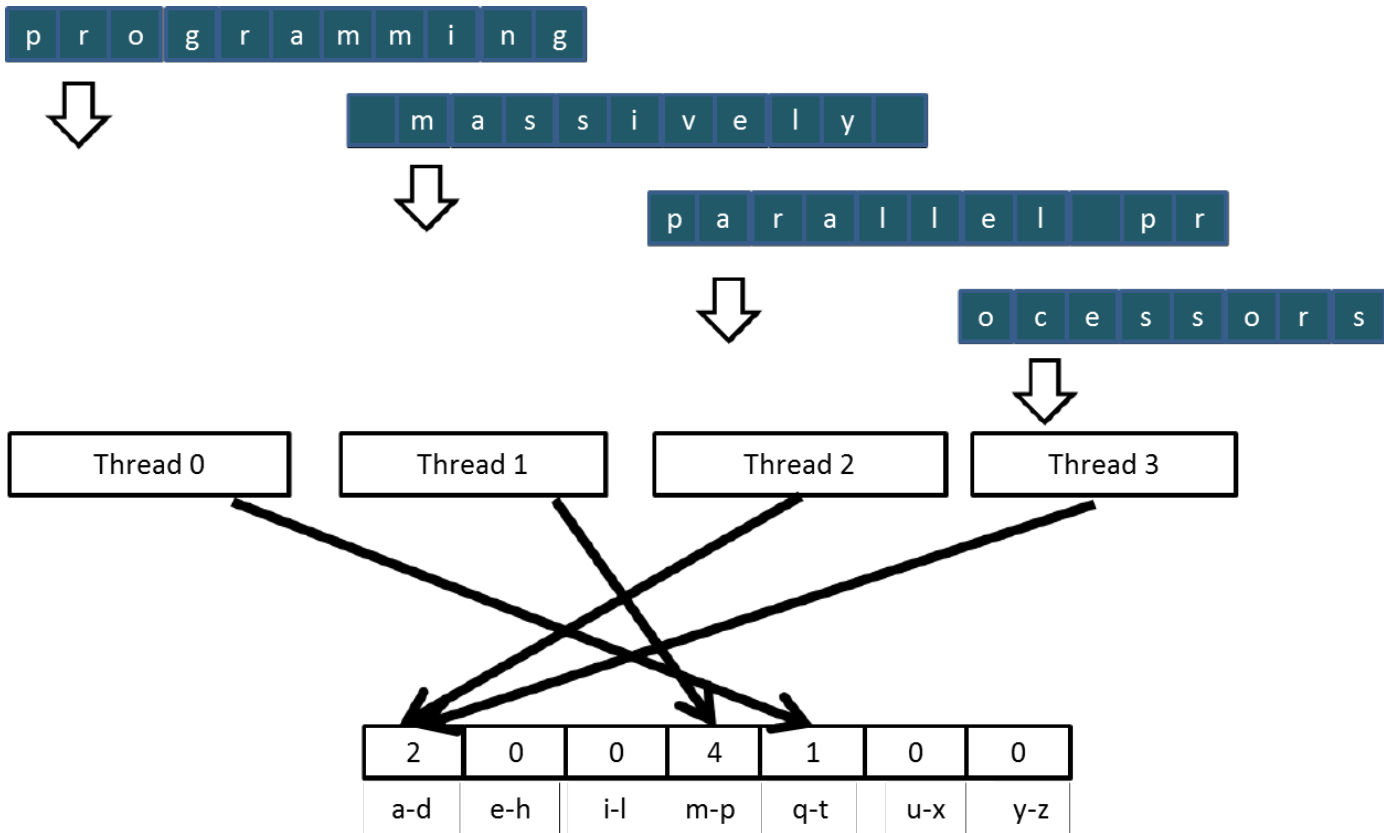 p r o g r a m m i n g
m a s s i v e l y
p a r a l l e l p r
o c e s s o r s
Thread 0 Thread 1 Thread 2 Thread 3
2 0 0 4 1 0 0
a-d e-h i-l m-p q-t u-x y-z